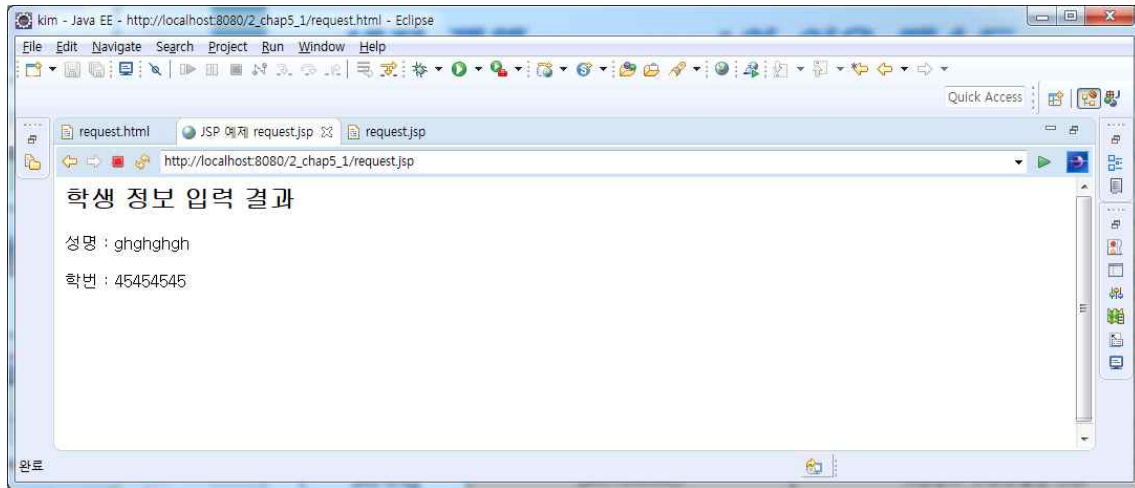 kim - Java EE - http://localhost:8080/2_chap5_1/request.html - Eclipse
File Edit Navigate Search Project Run Window Help
Quick Access
request.html JSP 예제 request.jsp request.jsp
http://localhost:8080/2_chap5_1/request.jsp
학생 정보 입력 결과
성명 : ghghghgh
학번 : 45454545
완료